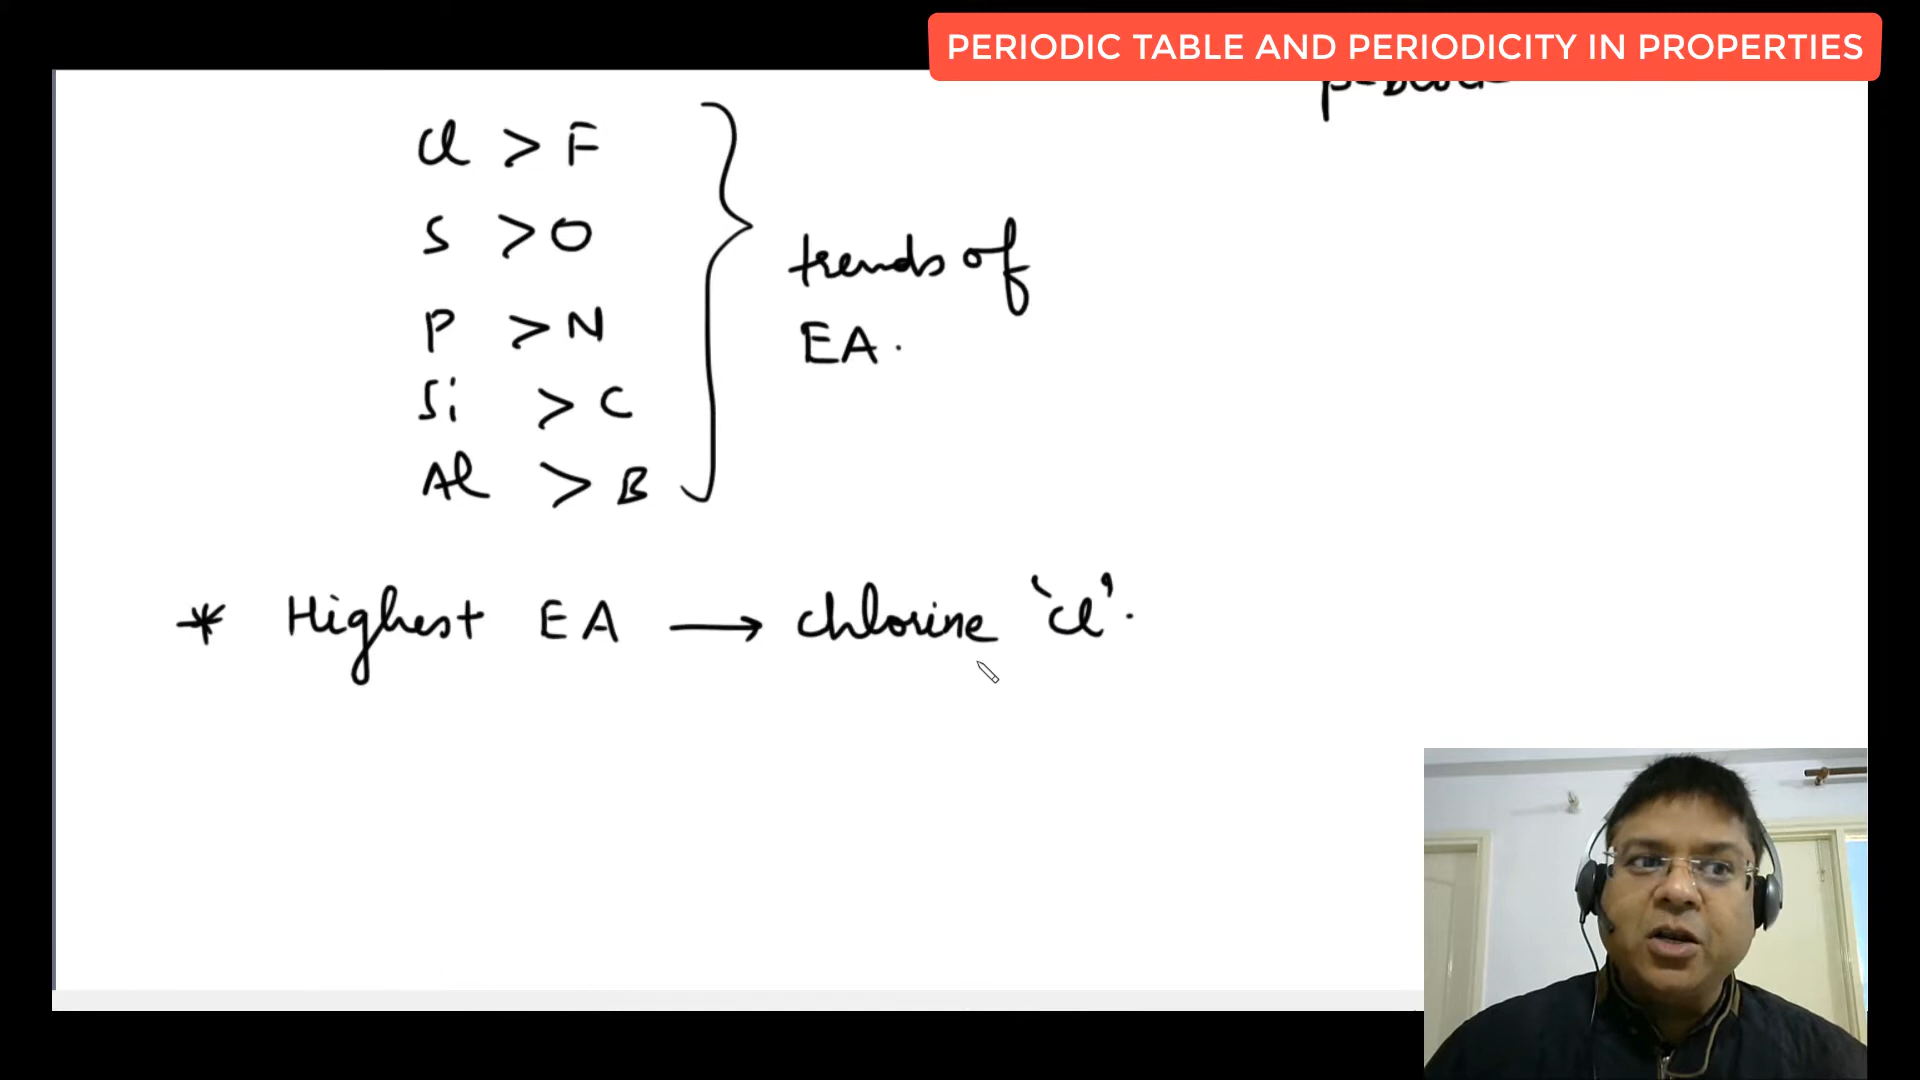 PERIODIC TABLE AND PERIODICITY IN PROPERTIES
Cl > F
S > O
P > N
Si > C
Al > B
trends of
EA.
* Highest EA → chlorine 'Cl'.